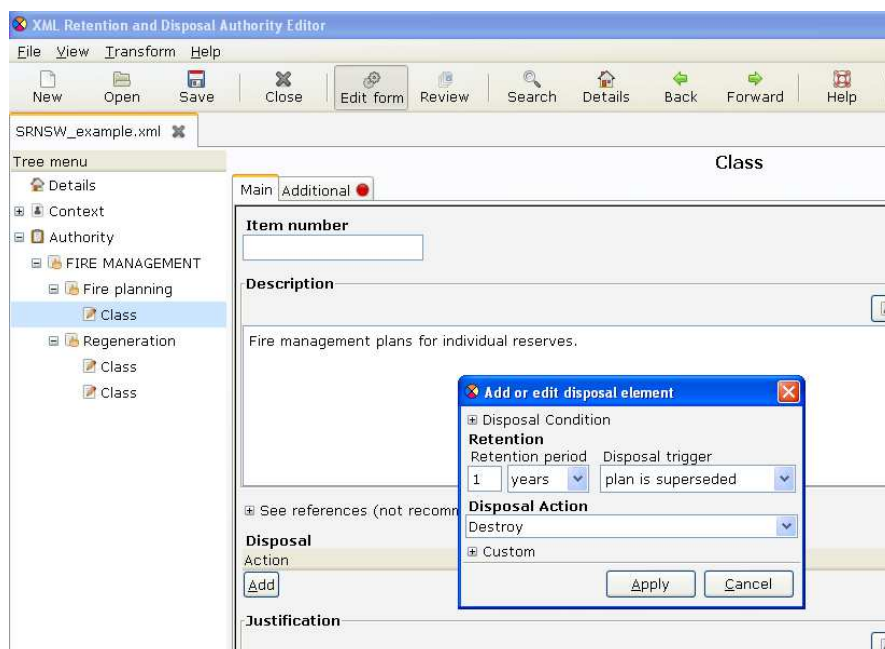 XML Retention and Disposal Authority Editor
File View Transform Help
New Open Save Close Edit form Review Search Details Back Forward Help
SRNSW_example.xml
Tree menu
Class
Details
Main Additional
Context
Item number
Authority
FIRE MANAGEMENT
Fire planning
Description
Class
Regeneration
Fire management plans for individual reserves.
Class
Class
Add or edit disposal element
Disposal Condition
Retention
Retention period Disposal trigger
1 years plan is superseded
See references (not recomm
Disposal Action
Destroy
Disposal
Action
Custom
Add
Apply Cancel
Justification